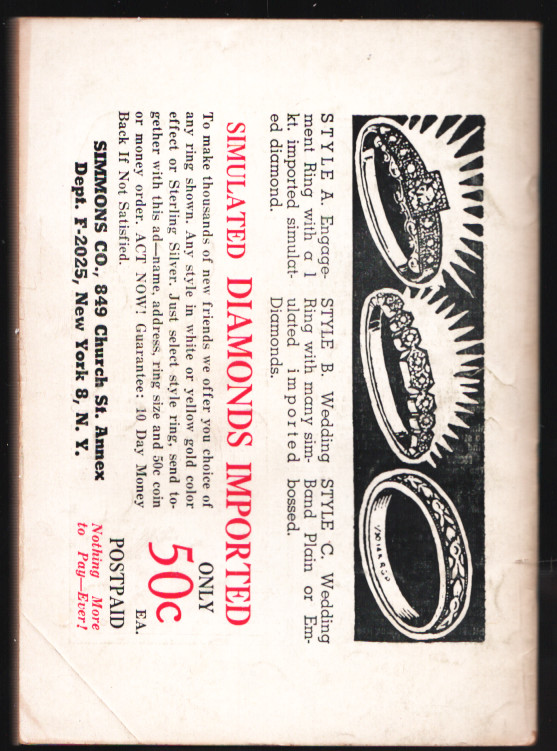 STYLE A. Engage-
ment Ring with a 1
kt. imported simulat-
ed diamond.
STYLE B. Wedding
Ring with many sim-
ulated imported
Diamonds.
STYLE C. Wedding
Band Plain or Em-
bossed.
SIMULATED DIAMONDS IMPORTED
To make thousands of new friends we offer you choice of
any ring shown. Any style in white or yellow gold color
effect or Sterling Silver. Just select style ring, send to-
gether with this ad—name, address, ring size and 50c coin
or money order. ACT NOW! Guarantee: 10 Day Money
Back If Not Satisfied.
SIMMONS CO., 849 Church St. Annex
Dept. F-2025, New York 8, N. Y.
ONLY
50c
EA.
POSTPAID
Nothing More
to Pay—Ever!